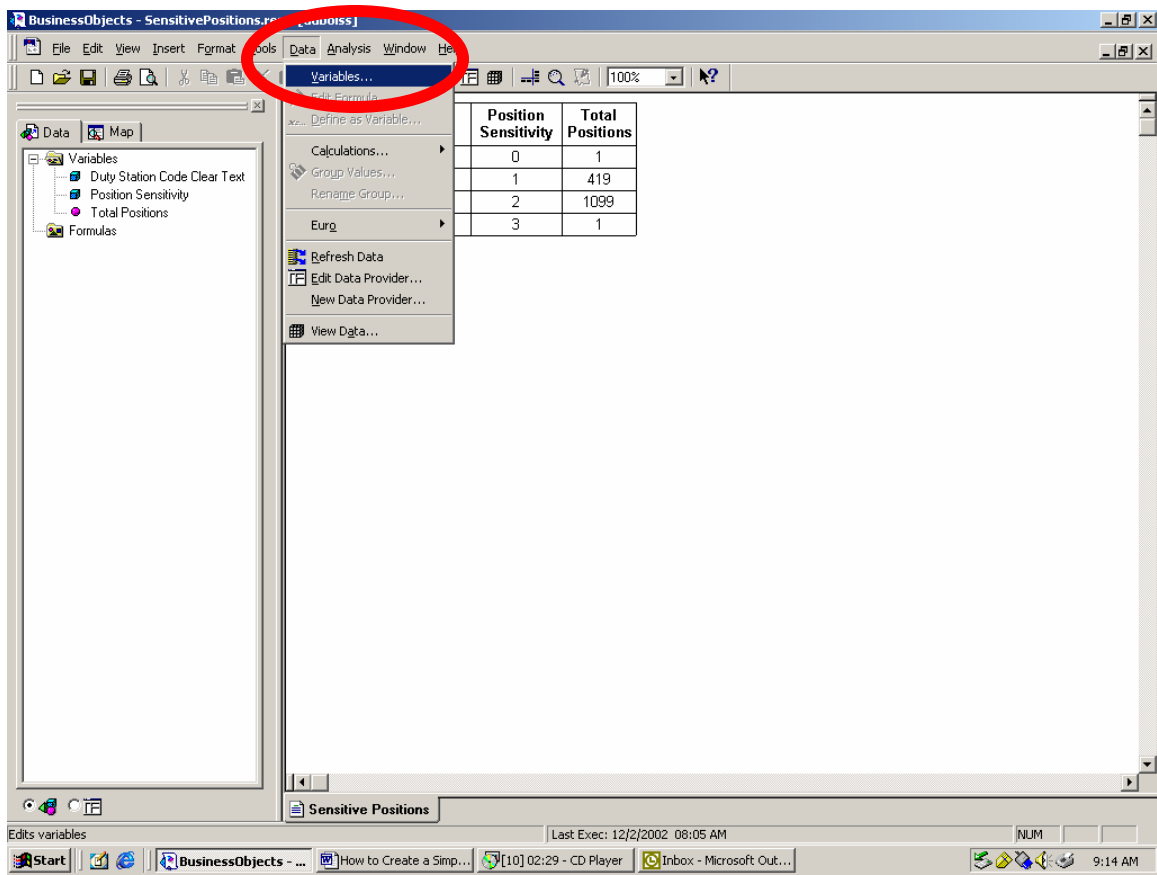 BusinessObjects - SensitivePositions.re
File Edit View Insert Format Tools Data Analysis Window He
100%
Data Map
Variables
Duty Station Code Clear Text
Position Sensitivity
Total Positions
Formulas
Variables...
Edit Formula
Define as Variable...
Calculations...
Group Values...
Rename Group...
Euro
Refresh Data
Edit Data Provider...
New Data Provider...
View Data...
Position Sensitivity Total Positions
0 1
1 419
2 1099
3 1
Sensitive Positions
Edits variables Last Exec: 12/2/2002 08:05 AM NUM
Start BusinessObjects - ... How to Create a Simp... [10] 02:29 - CD Player Inbox - Microsoft Out... 9:14 AM